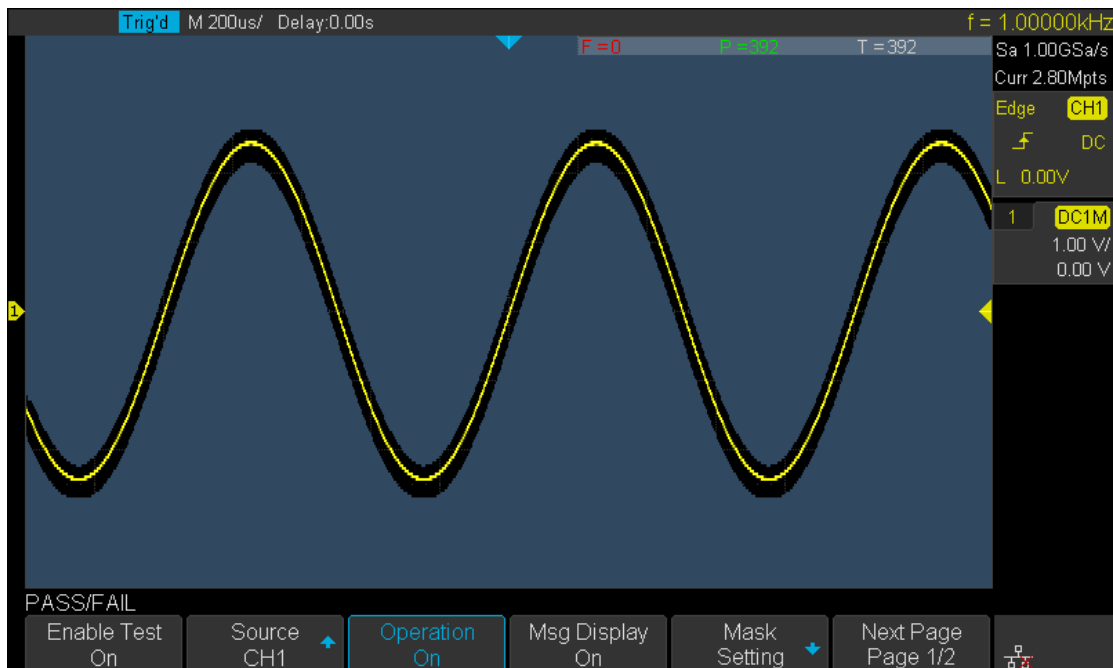 Trig'd M 200us/ Delay:0.00s f = 1.00000kHz
F =0 P =392 T =392
Sa 1.00GSa/s
Curr 2.80Mpts
Edge CH1
DC
L 0.00V
1 DC1M
1.00 V/
0.00 V
1
PASS/FAIL
Enable Test
On
Source
CH1
Operation
On
Msg Display
On
Mask
Setting
Next Page
Page 1/2